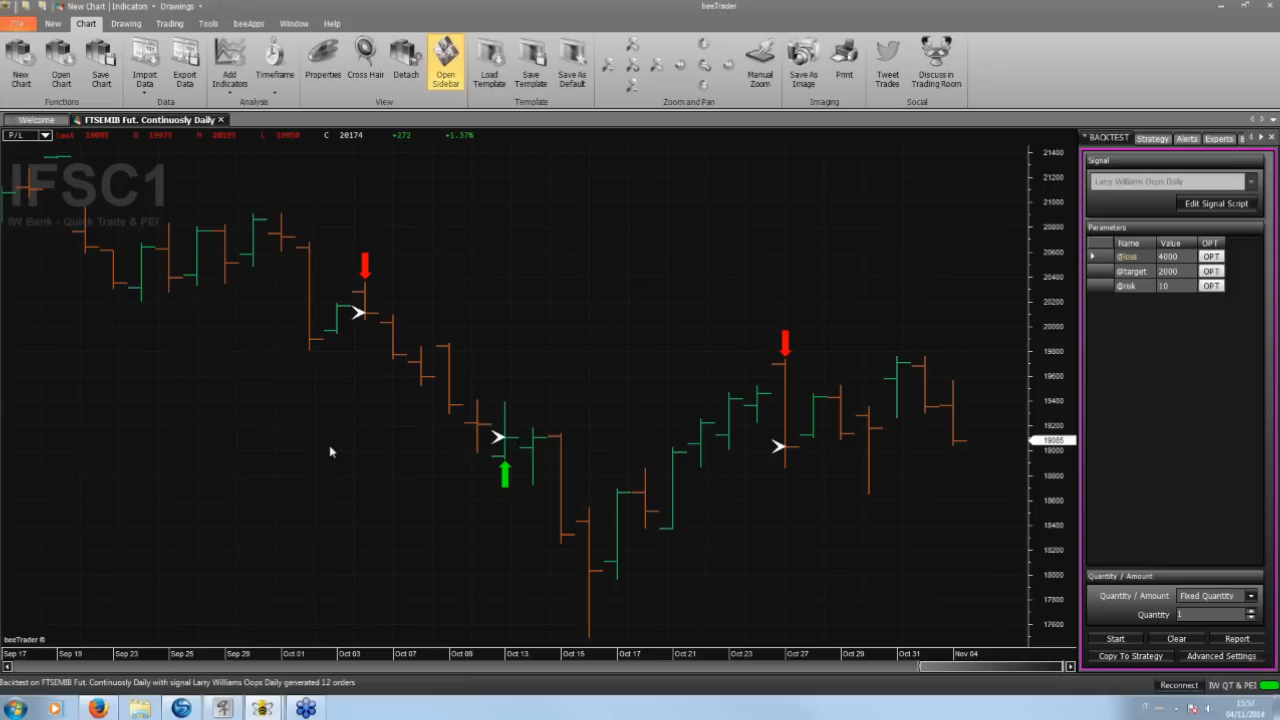 New Chart Indicators Drawings
beeTrader
File New Chart Drawing Trading Tools beeApps Window Help
New Chart
Open Chart
Save Chart
Import Data
Export Data
Add Indicators
Timeframe
Properties
Cross Hair
Detach
Open Sidebar
Load Template
Save Template
Save As Default
Manual Zoom
Save As Image
Print
Tweet Trades
Discuss in Trading Room
Functions Data Analysis View Template Zoom and Pan Imaging Social
Welcome FTSEMIB Fut. Continuosly Daily
P/L Last 19085 O 19975 H 20195 L 19950 C 20174 +272 +1.37%
IFSC1
IW Bank - Quick Trade & PEI
21400
21200
20800
20600
20400
20200
20000
19800
19600
19400
19200
19085
19000
18600
18400
18200
18000
17800
17600
beeTrader ®
Sep 17 Sep 19 Sep 23 Sep 25 Sep 29 Oct 01 Oct 03 Oct 07 Oct 09 Oct 13 Oct 15 Oct 17 Oct 21 Oct 23 Oct 27 Oct 29 Oct 31 Nov 04
BACKTEST Strategy Alerts Experts
Signal
Larry Williams Oops Daily
Edit Signal Script
Parameters
Name Value OPT
@loss 4000 OPT
@target 2000 OPT
@risk 10 OPT
Quantity / Amount
Quantity / Amount Fixed Quantity
Quantity 1
Start Clear Report
Copy To Strategy Advanced Settings
Backtest on FTSEMIB Fut. Continuosly Daily with signal Larry Williams Oops Daily generated 12 orders
Reconnect IW QT & PEI
IT
15:57
04/11/2014